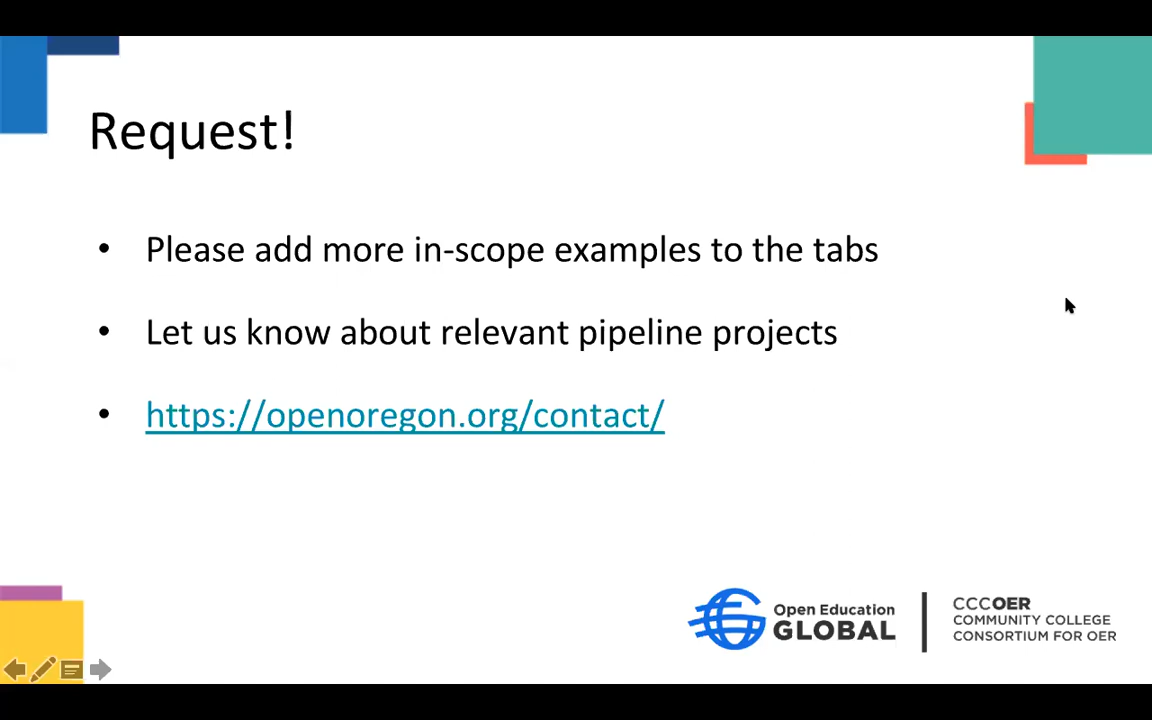 Request!
• Please add more in-scope examples to the tabs
• Let us know about relevant pipeline projects
• https://openoregon.org/contact/
Open Education
GLOBAL
CCCOER
COMMUNITY COLLEGE
CONSORTIUM FOR OER